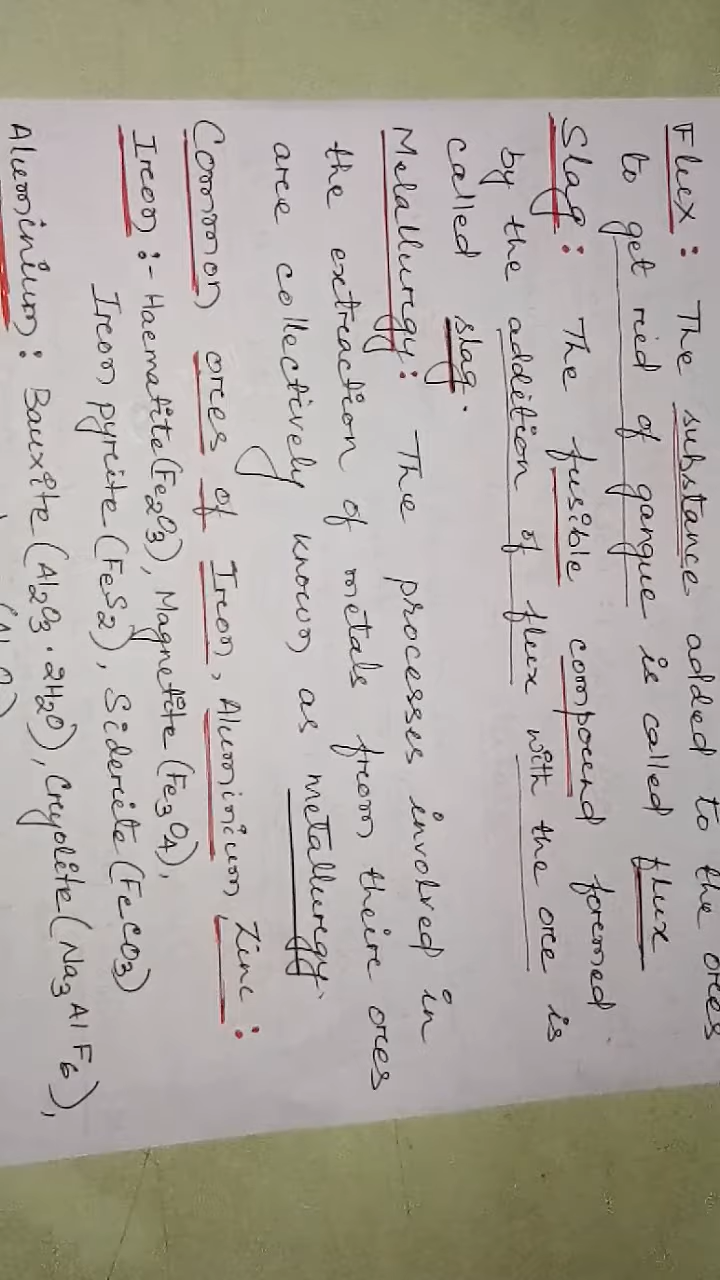 Flux: The substance added to the ores
to get rid of gangue is called flux
Slag: The fusible compound formed
by the addition of flux with the ore is
called slag.
Metallurgy: The processes involved in
the extraction of metals from their ores
are collectively known as metallurgy.
Common ores of Iron, Aluminium, Zinc:
Iron:- Haematite(Fe2O3), Magnetite(Fe3O4),
Iron pyrite(FeS2), Siderite(FeCO3)
Aluminium: Bauxite(Al2O3.2H2O), Cryolite(Na3AlF6),